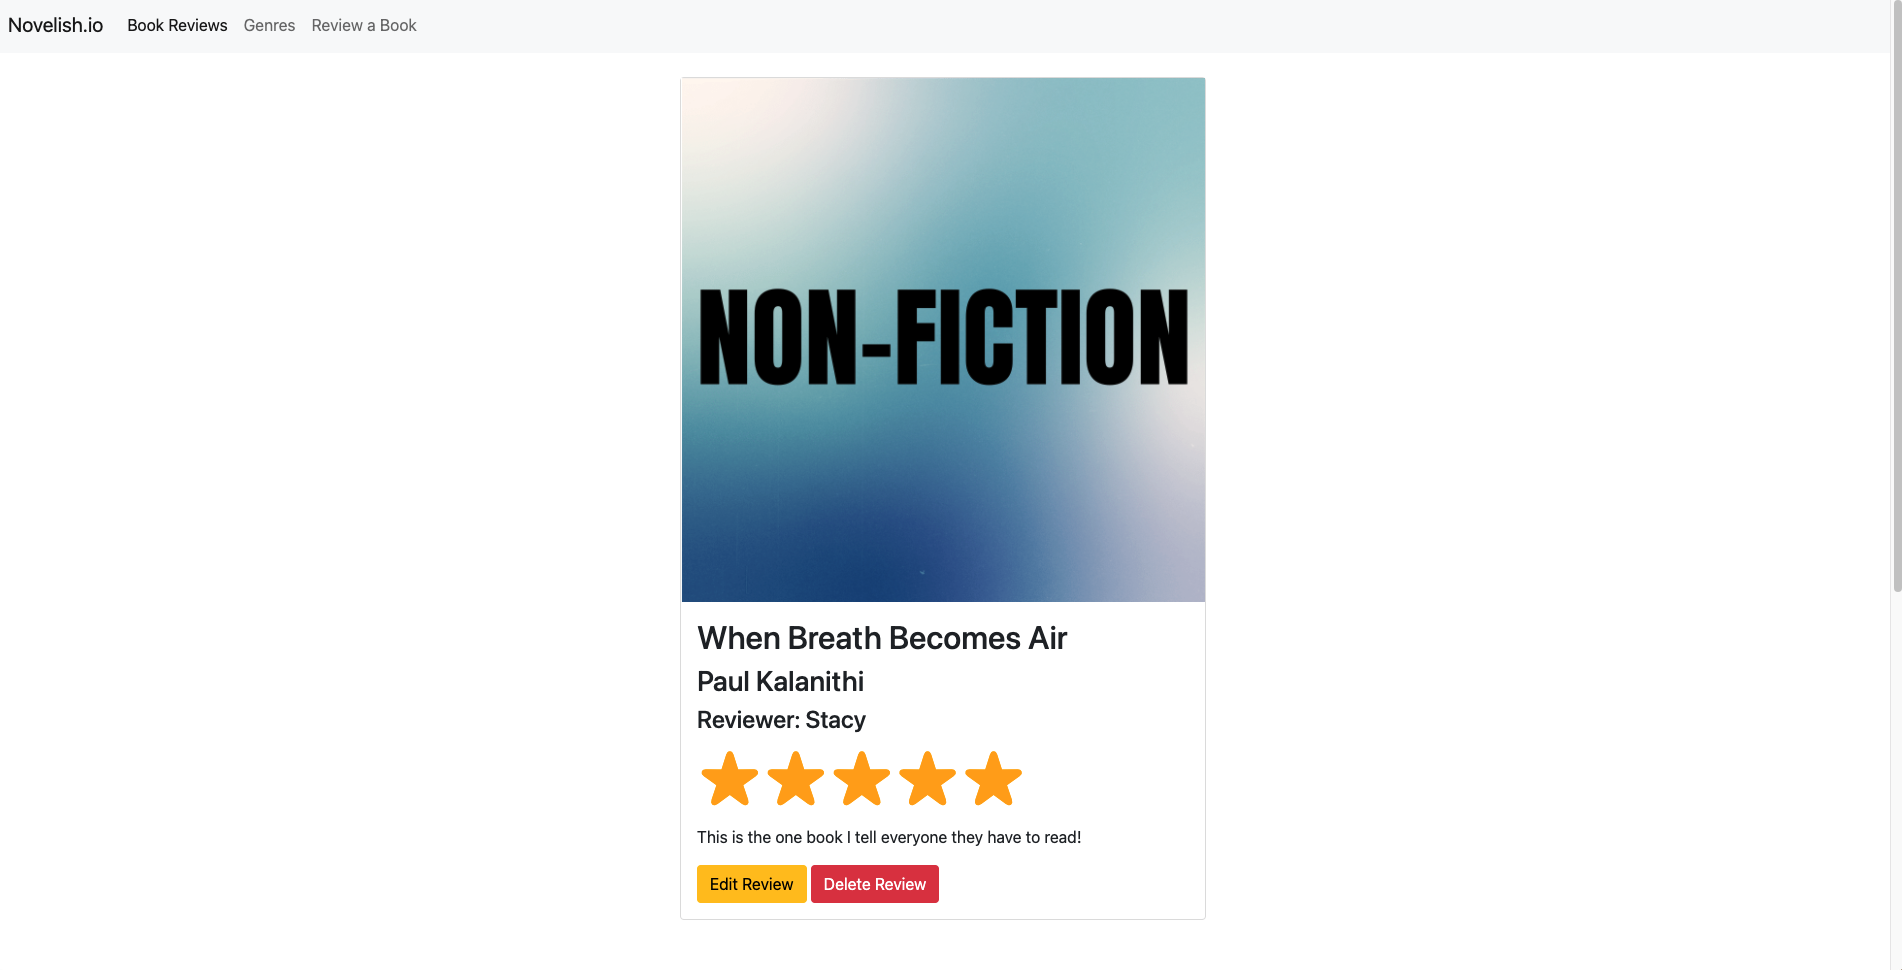 Novelish.io Book Reviews Genres Review a Book
NON-FICTION
When Breath Becomes Air
Paul Kalanithi
Reviewer: Stacy
This is the one book I tell everyone they have to read!
Edit Review Delete Review